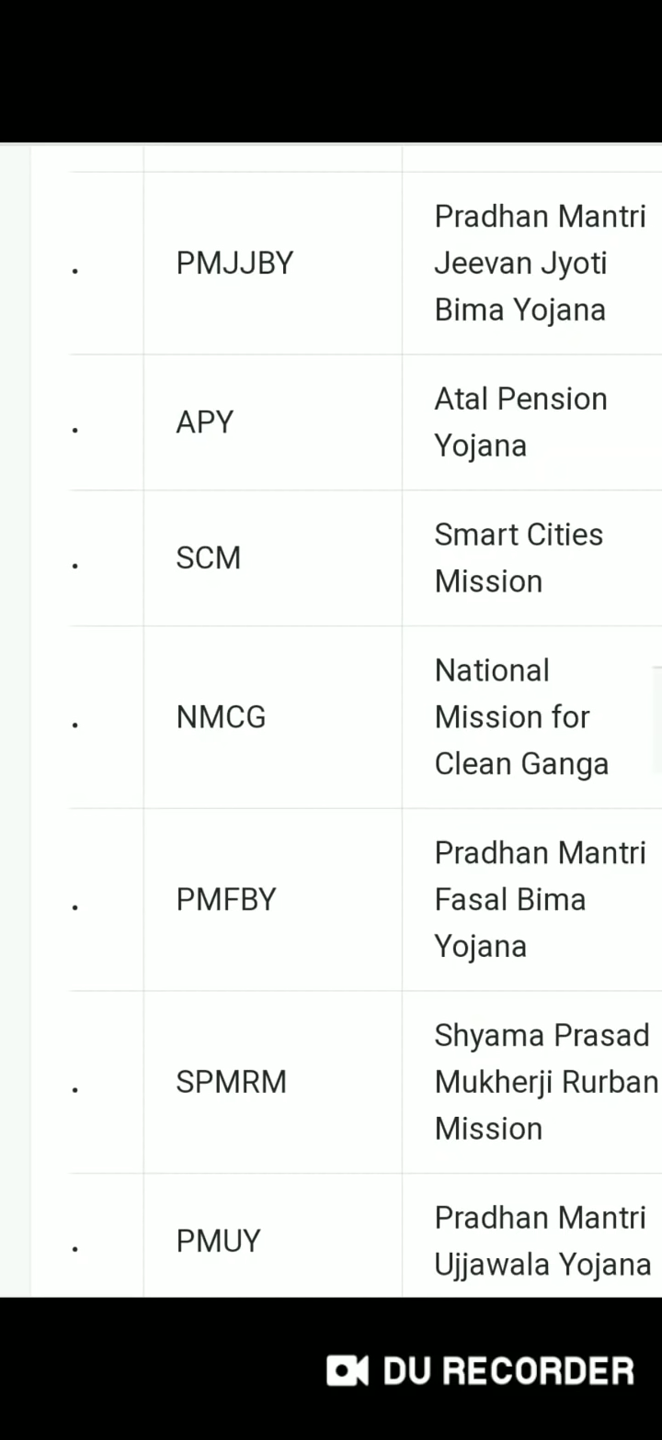 .
PMJJBY
Pradhan Mantri
Jeevan Jyoti
Bima Yojana
.
APY
Atal Pension
Yojana
.
SCM
Smart Cities
Mission
.
NMCG
National
Mission for
Clean Ganga
.
PMFBY
Pradhan Mantri
Fasal Bima
Yojana
.
SPMRM
Shyama Prasad
Mukherji Rurban
Mission
.
PMUY
Pradhan Mantri
Ujjawala Yojana
DU RECORDER